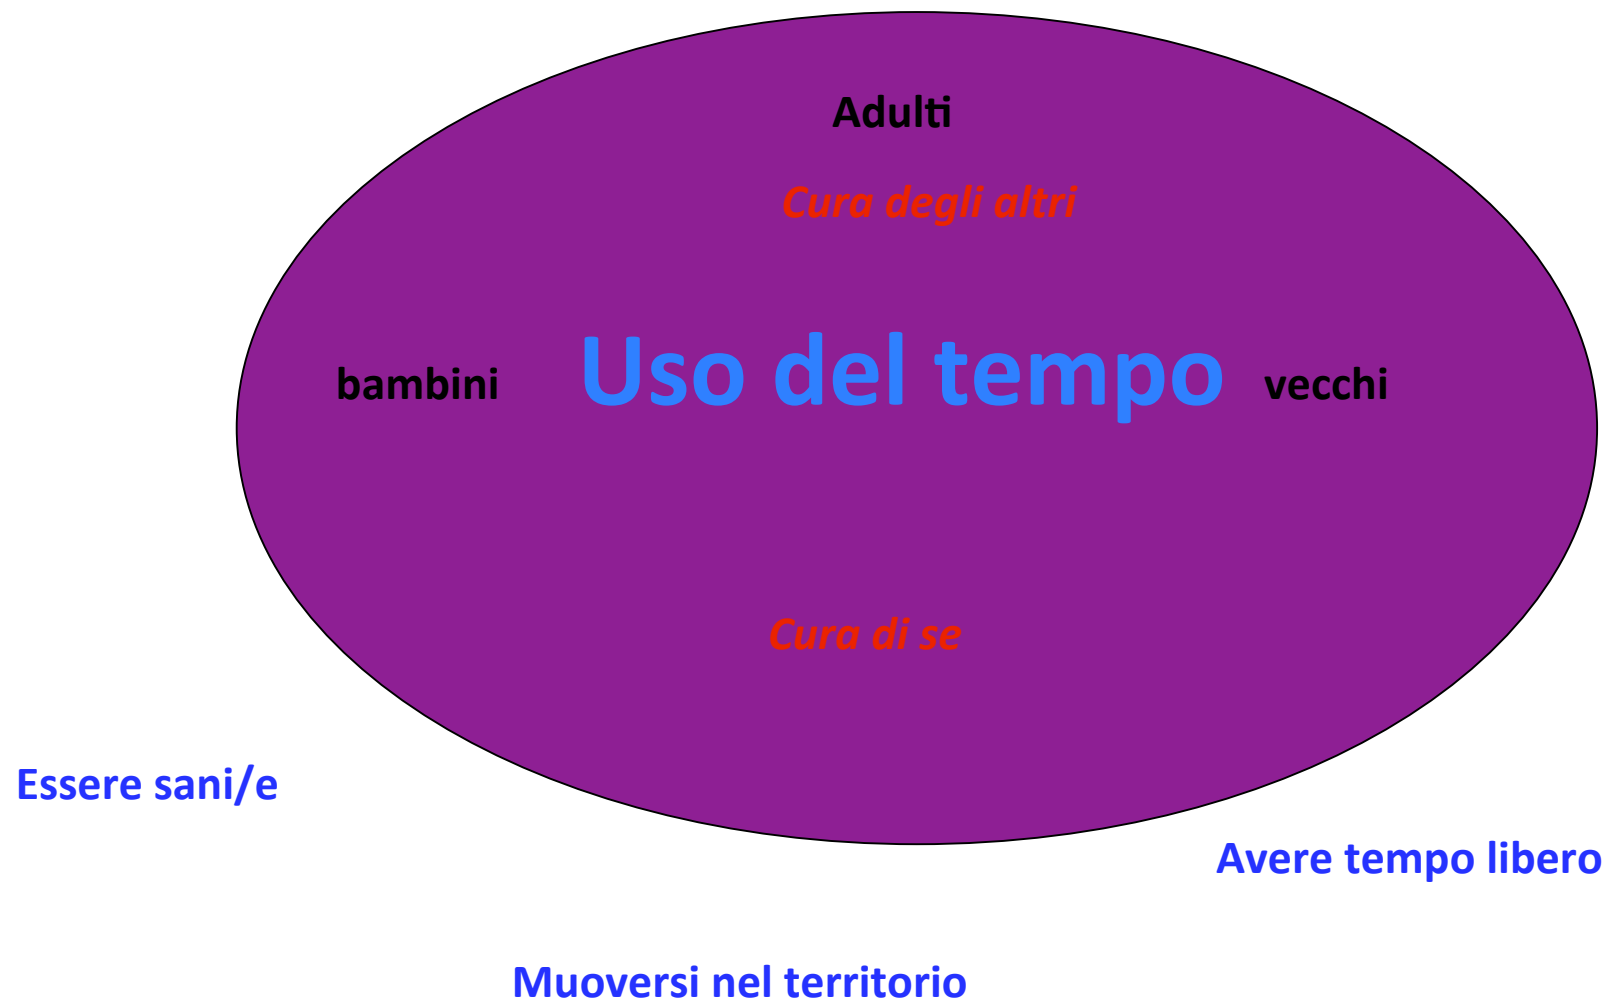 Adulti
Cura degli altri
bambini
Uso del tempo
vecchi
Cura di se
Essere sani/e
Avere tempo libero
Muoversi nel territorio